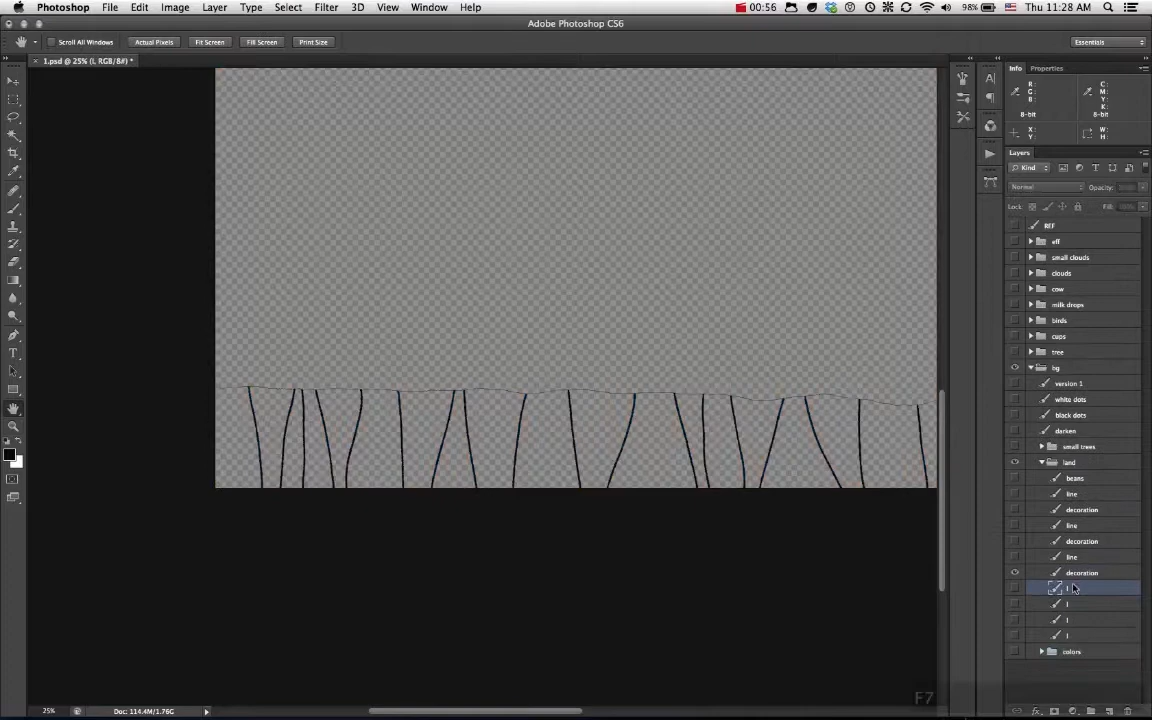 Photoshop File Edit Image Layer Type Select Filter 3D View Window Help 00:56 98% Thu 11:28 AM
Adobe Photoshop CS6
Scroll All Windows Actual Pixels Fit Screen Fill Screen Print Size Essentials
× 1.psd @ 25% (l, RGB/8#) *
Info Properties
R: C:
G: M:
B: Y:
K:
8-bit 8-bit
X: W:
Y: H:
Layers
Kind
Normal Opacity:
Lock: Fill:
REF
eff
small clouds
clouds
cow
milk drops
birds
cups
tree
bg
version 1
white dots
black dots
darken
small trees
land
beans
line
decoration
line
decoration
line
decoration
l
l
l
l
colors
F7
25% Doc: 114.4M/1.76G